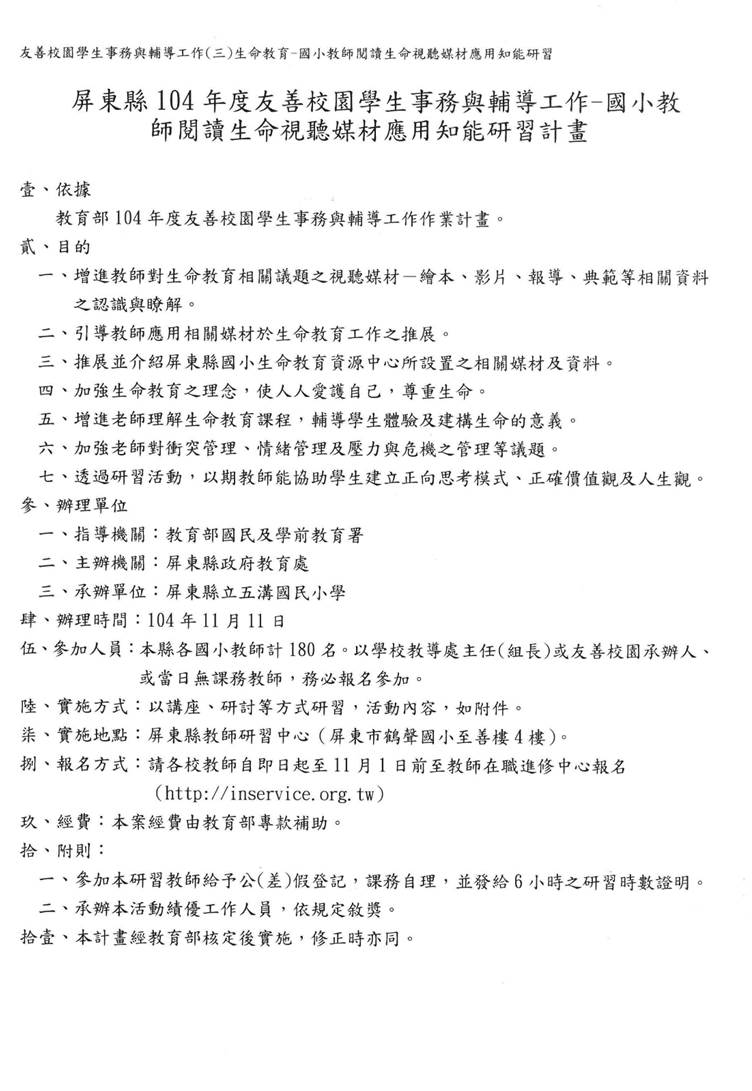 友善校園學生事務與輔導工作(三)生命教育-國小教師閱讀生命視聽媒材應用知能研習
屏東縣 104 年度友善校園學生事務與輔導工作-國小教
師閱讀生命視聽媒材應用知能研習計畫
壹、依據
教育部 104 年度友善校園學生事務與輔導工作作業計畫。
貳、目的
一、增進教師對生命教育相關議題之視聽媒材－繪本、影片、報導、典範等相關資料
之認識與瞭解。
二、引導教師應用相關媒材於生命教育工作之推展。
三、推展並介紹屏東縣國小生命教育資源中心所設置之相關媒材及資料。
四、加強生命教育之理念，使人人愛護自己，尊重生命。
五、增進老師理解生命教育課程，輔導學生體驗及建構生命的意義。
六、加強老師對衝突管理、情緒管理及壓力與危機之管理等議題。
七、透過研習活動，以期教師能協助學生建立正向思考模式、正確價值觀及人生觀。
參、辦理單位
一、指導機關：教育部國民及學前教育署
二、主辦機關：屏東縣政府教育處
三、承辦單位：屏東縣立五溝國民小學
肆、辦理時間：104 年 11 月 11 日
伍、參加人員：本縣各國小教師計 180 名。以學校教導處主任(組長)或友善校園承辦人、
或當日無課務教師，務必報名參加。
陸、實施方式：以講座、研討等方式研習，活動內容，如附件。
柒、實施地點：屏東縣教師研習中心（屏東市鶴聲國小至善樓 4 樓）。
捌、報名方式：請各校教師自即日起至 11 月 1 日前至教師在職進修中心報名
（http://inservice.org.tw）
玖、經費：本案經費由教育部專款補助。
拾、附則：
一、參加本研習教師給予公(差)假登記，課務自理，並發給 6 小時之研習時數證明。
二、承辦本活動績優工作人員，依規定敘獎。
拾壹、本計畫經教育部核定後實施，修正時亦同。